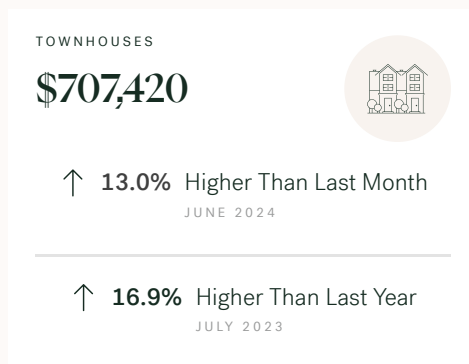 TOWNHOUSES
$707,420
13.0% Higher Than Last Month
JUNE 2024
16.9% Higher Than Last Year
JULY 2023